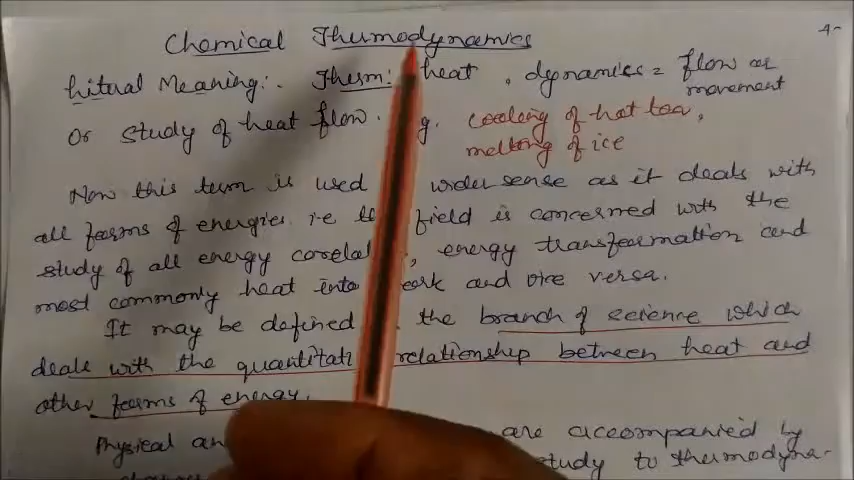 Chemical Thermodynamics
Litural Meaning:- Therm: heat, dynamics = flow or movement
Or study of heat flow. g. cooling of hot tea,
melting of ice
Now this term is used wider sense as it deals with
all forms of energies i.e field is concerned with the
study of all energy corelat , energy transformation and
most commonly heat into work and vice versa.
It may be defined the branch of science which
deals with the quantitati relationship between heat and
other forms of energy.
Physical an are accompanied by
study to thermodyna-